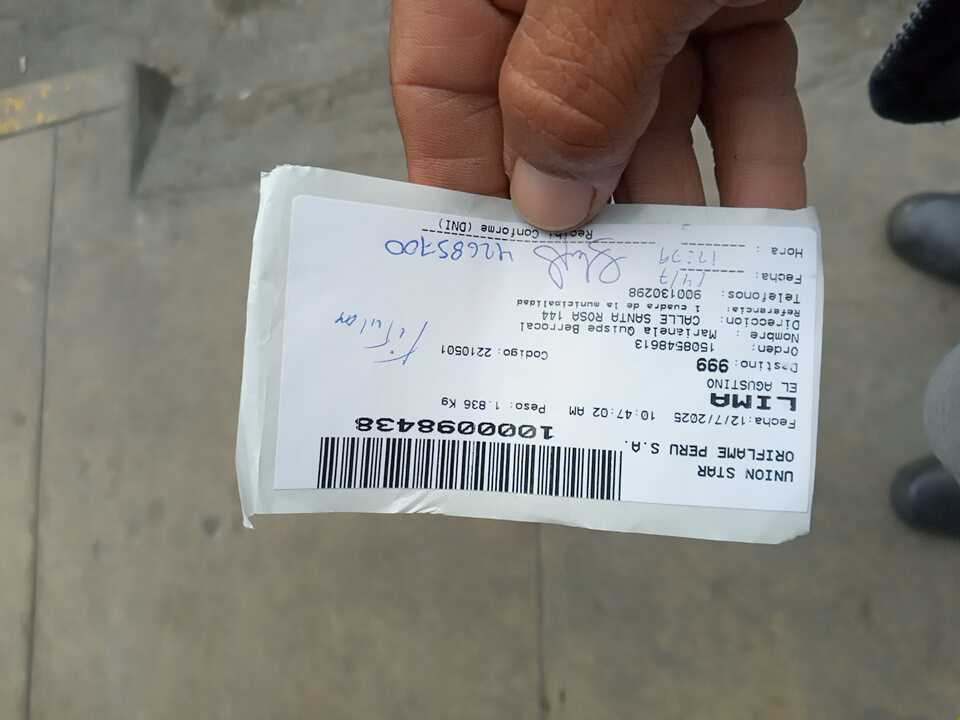 UNION STAR
ORIFLAME PERU S.A.
1000098438
Fecha:12/7/2025 10:47:02 AM Peso: 1.836 Kg
LIMA
EL AGUSTINO
Destino: 999
Orden: 1508548613 Codigo: 2210501
Nombre : Marianela Quispe Berrocal
Direccion: CALLE SANTA ROSA 144
Referencia: 1 cuadra de la municipalidad
Telefonos: 900130298
Titular
Fecha: 14/7
Hora :
42685700
Recibi Conforme (DNI)